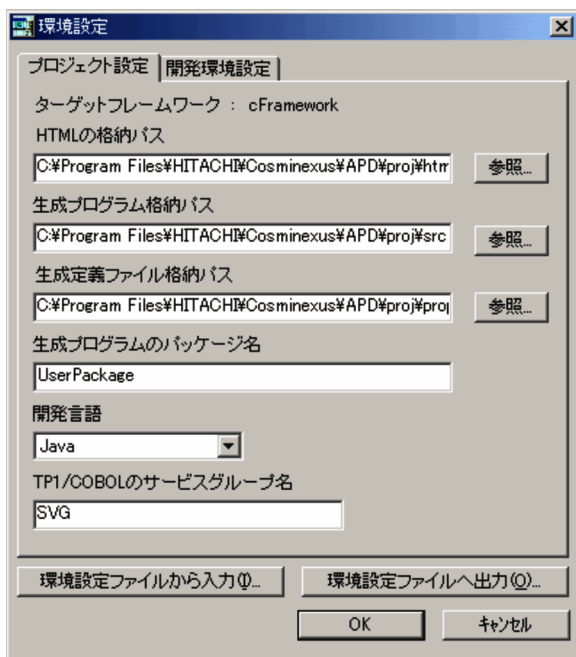 環境設定
プロジェクト設定 開発環境設定
ターゲットフレームワーク : cFramework
HTMLの格納パス
C:¥Program Files¥HITACHI¥Cosminexus¥APD¥proj¥htm 参照...
生成プログラム格納パス
C:¥Program Files¥HITACHI¥Cosminexus¥APD¥proj¥src 参照...
生成定義ファイル格納パス
C:¥Program Files¥HITACHI¥Cosminexus¥APD¥proj¥prop 参照...
生成プログラムのパッケージ名
UserPackage
開発言語
Java
TP1/COBOLのサービスグループ名
SVG
環境設定ファイルから入力(I)... 環境設定ファイルへ出力(O)...
OK キャンセル